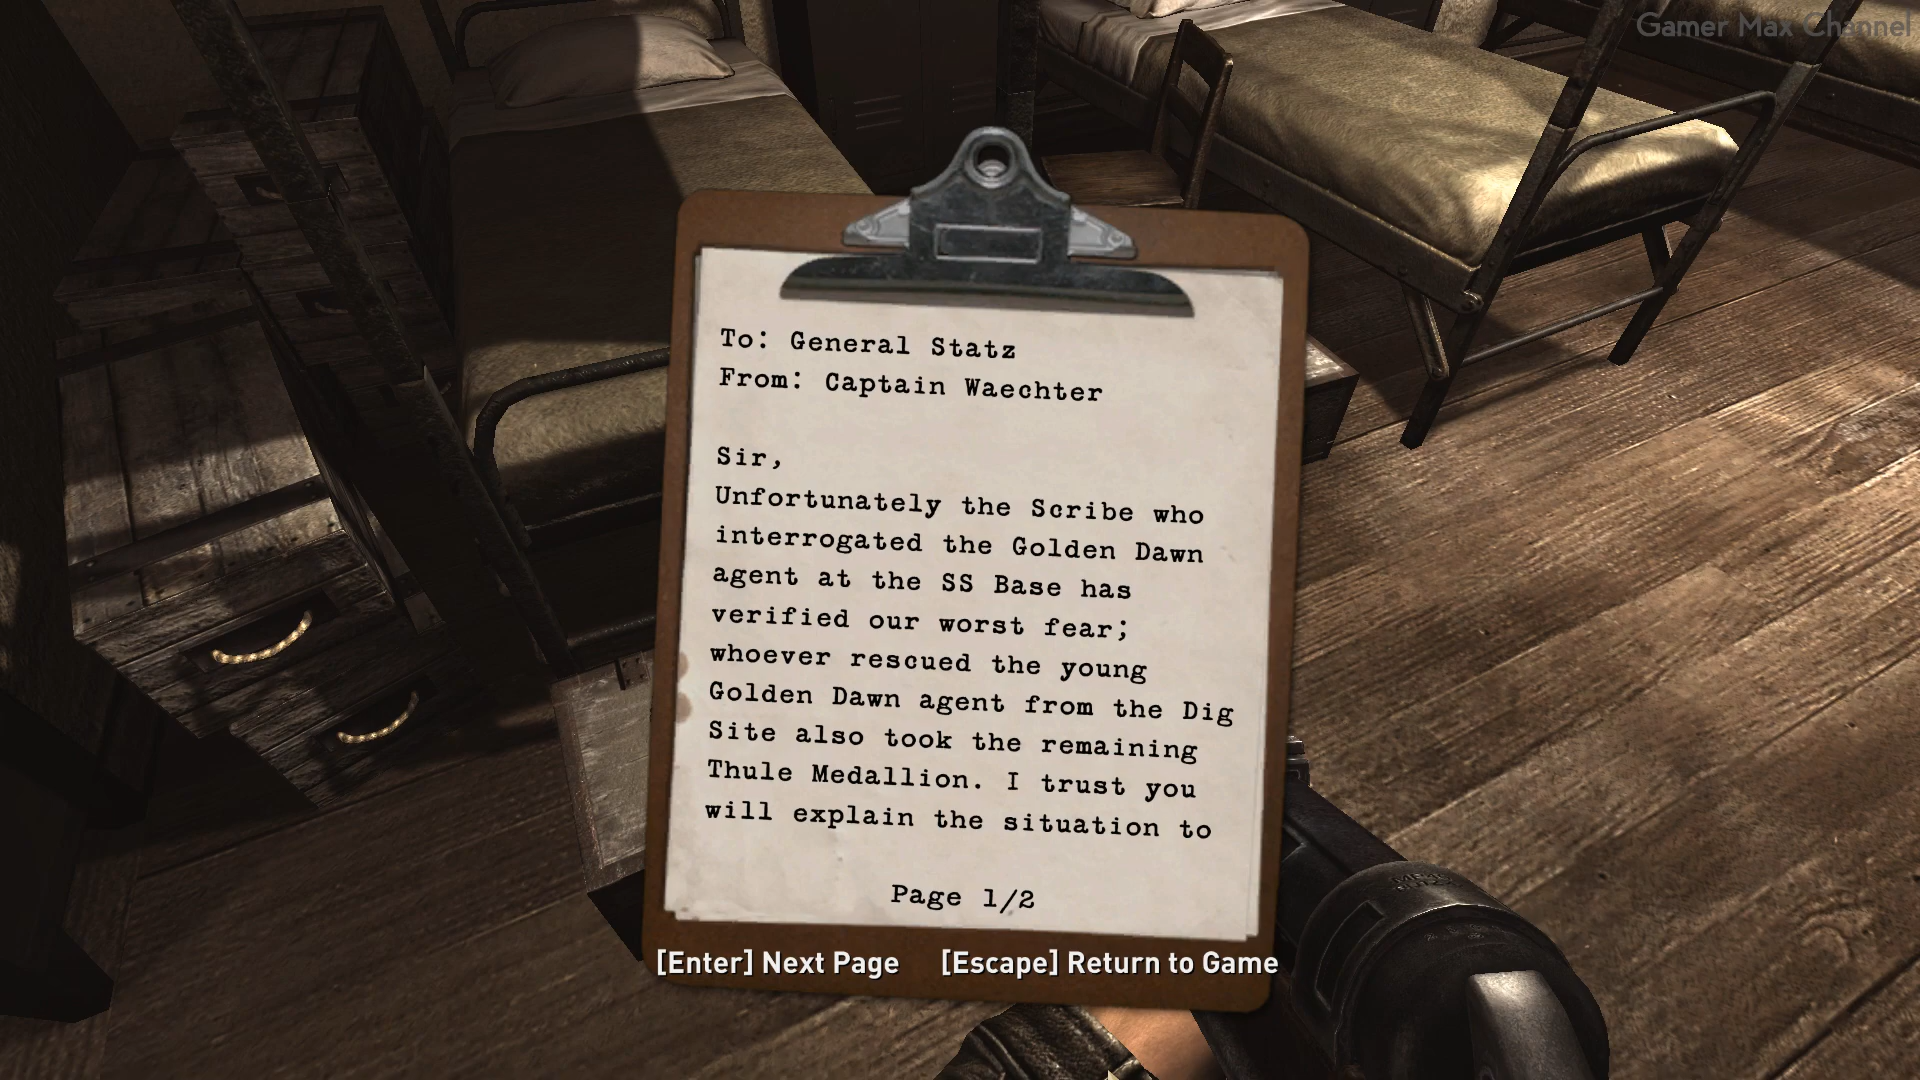 Gamer Max Channel
To: General Statz
From: Captain Waechter
Sir,
Unfortunately the Scribe who
interrogated the Golden Dawn
agent at the SS Base has
verified our worst fear;
whoever rescued the young
Golden Dawn agent from the Dig
Site also took the remaining
Thule Medallion. I trust you
will explain the situation to
Page 1/2
[Enter] Next Page [Escape] Return to Game